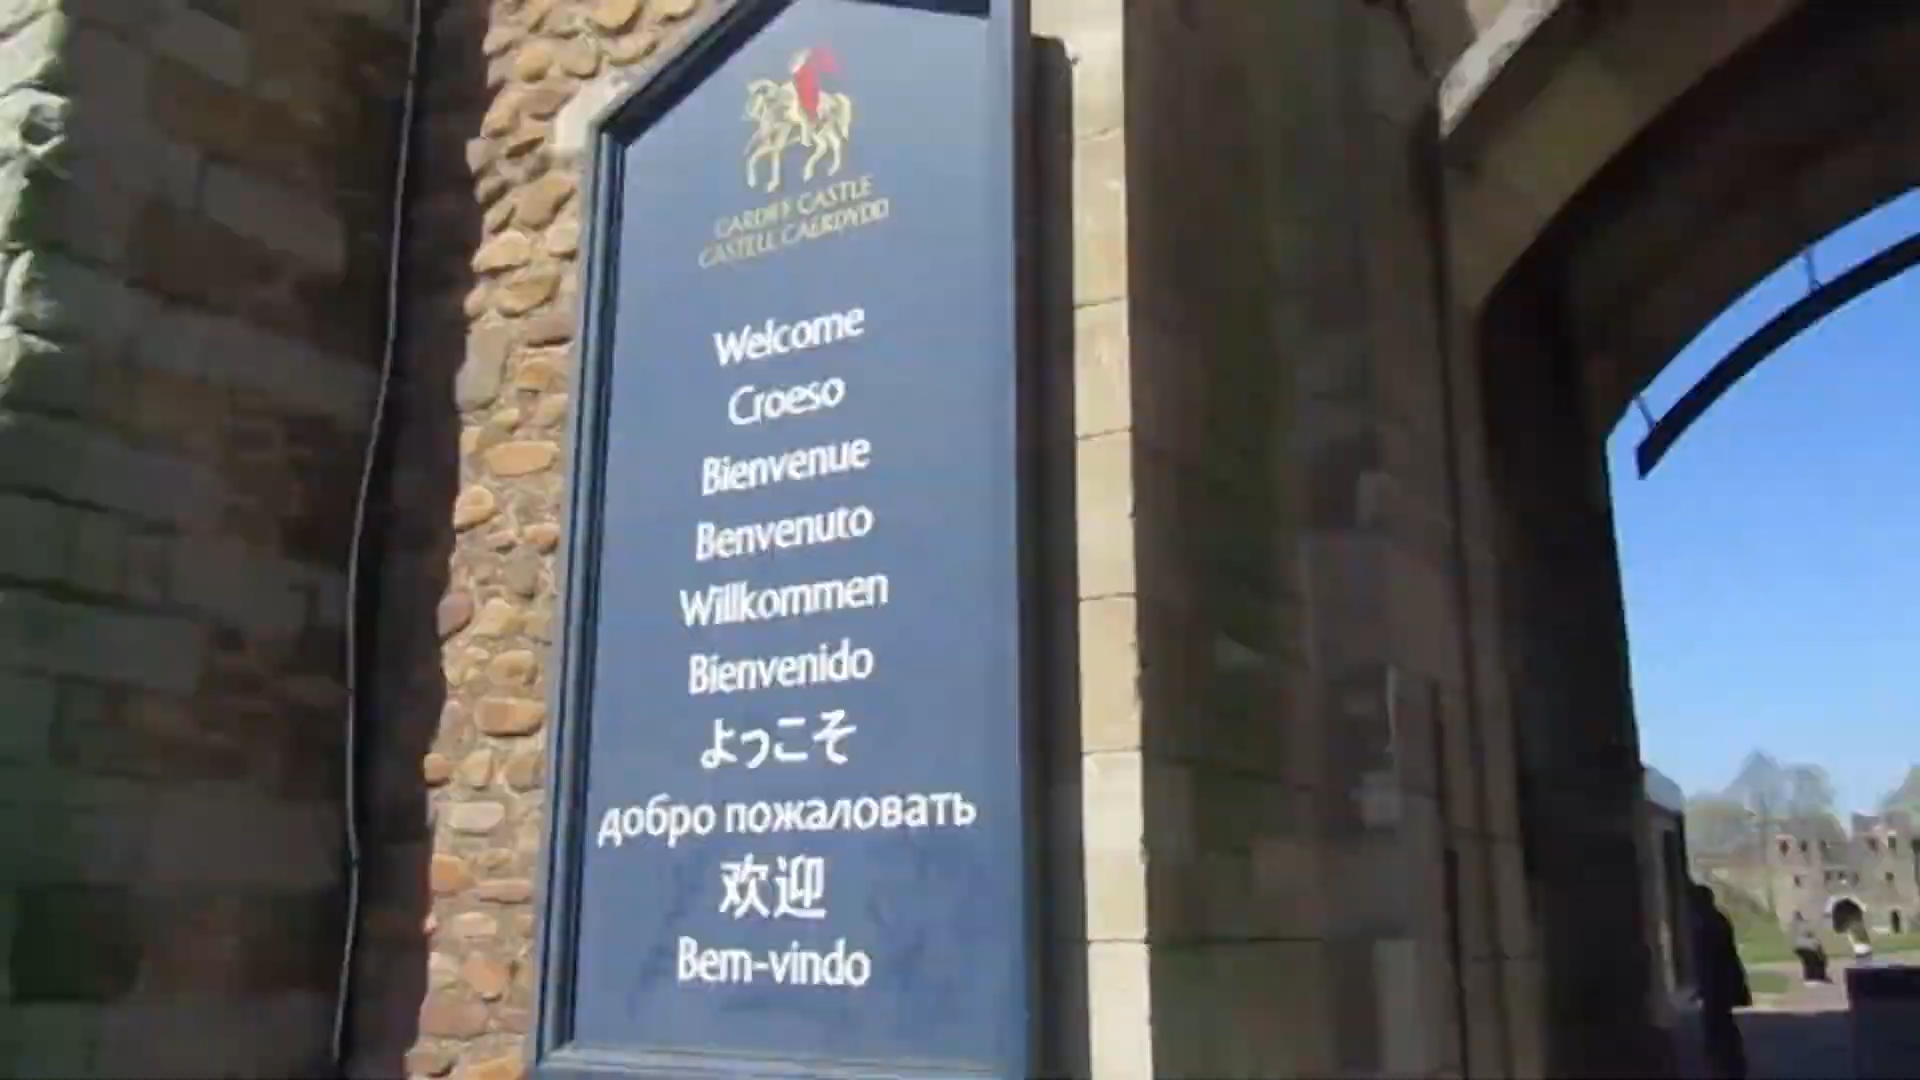 CARDIFF CASTLE
CASTELL CAERDYDD
Welcome
Croeso
Bienvenue
Benvenuto
Willkommen
Bienvenido
よっこそ
добро пожаловать
欢迎
Bem-vindo